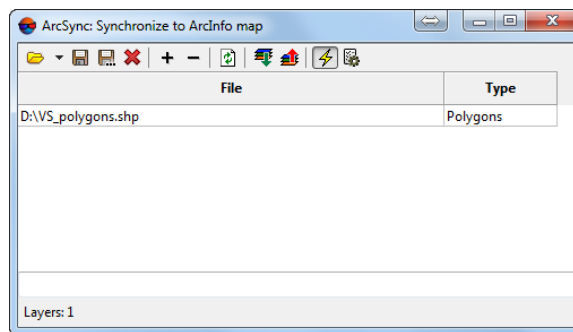 ArcSync: Synchronize to ArcInfo map
File Type
D:\VS_polygons.shp Polygons
Layers: 1